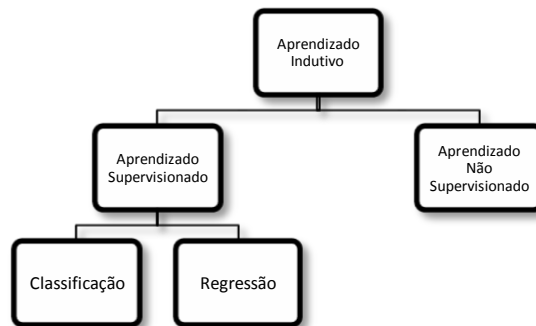 Aprendizado
Indutivo
Aprendizado
Supervisionado
Aprendizado
Não
Supervisionado
Classificação
Regressão